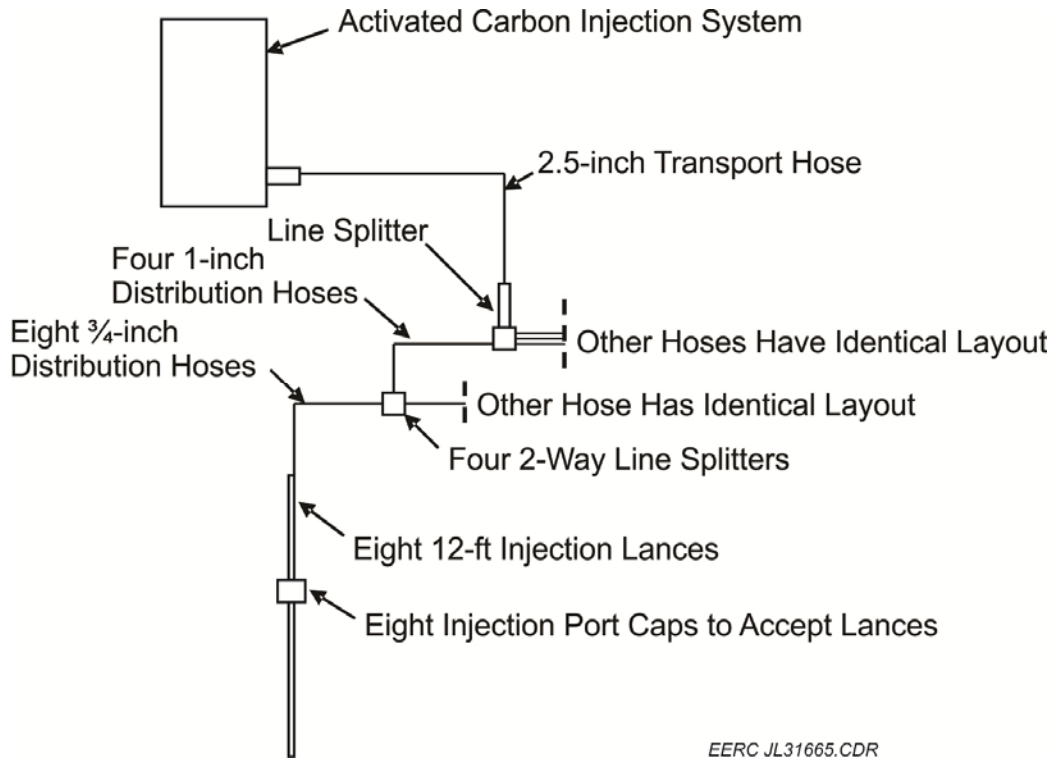 Activated Carbon Injection System
2.5-inch Transport Hose
Line Splitter
Four 1-inch
Distribution Hoses
Eight ¾-inch
Distribution Hoses
Other Hoses Have Identical Layout
Other Hose Has Identical Layout
Four 2-Way Line Splitters
Eight 12-ft Injection Lances
Eight Injection Port Caps to Accept Lances
EERC JL31665.CDR